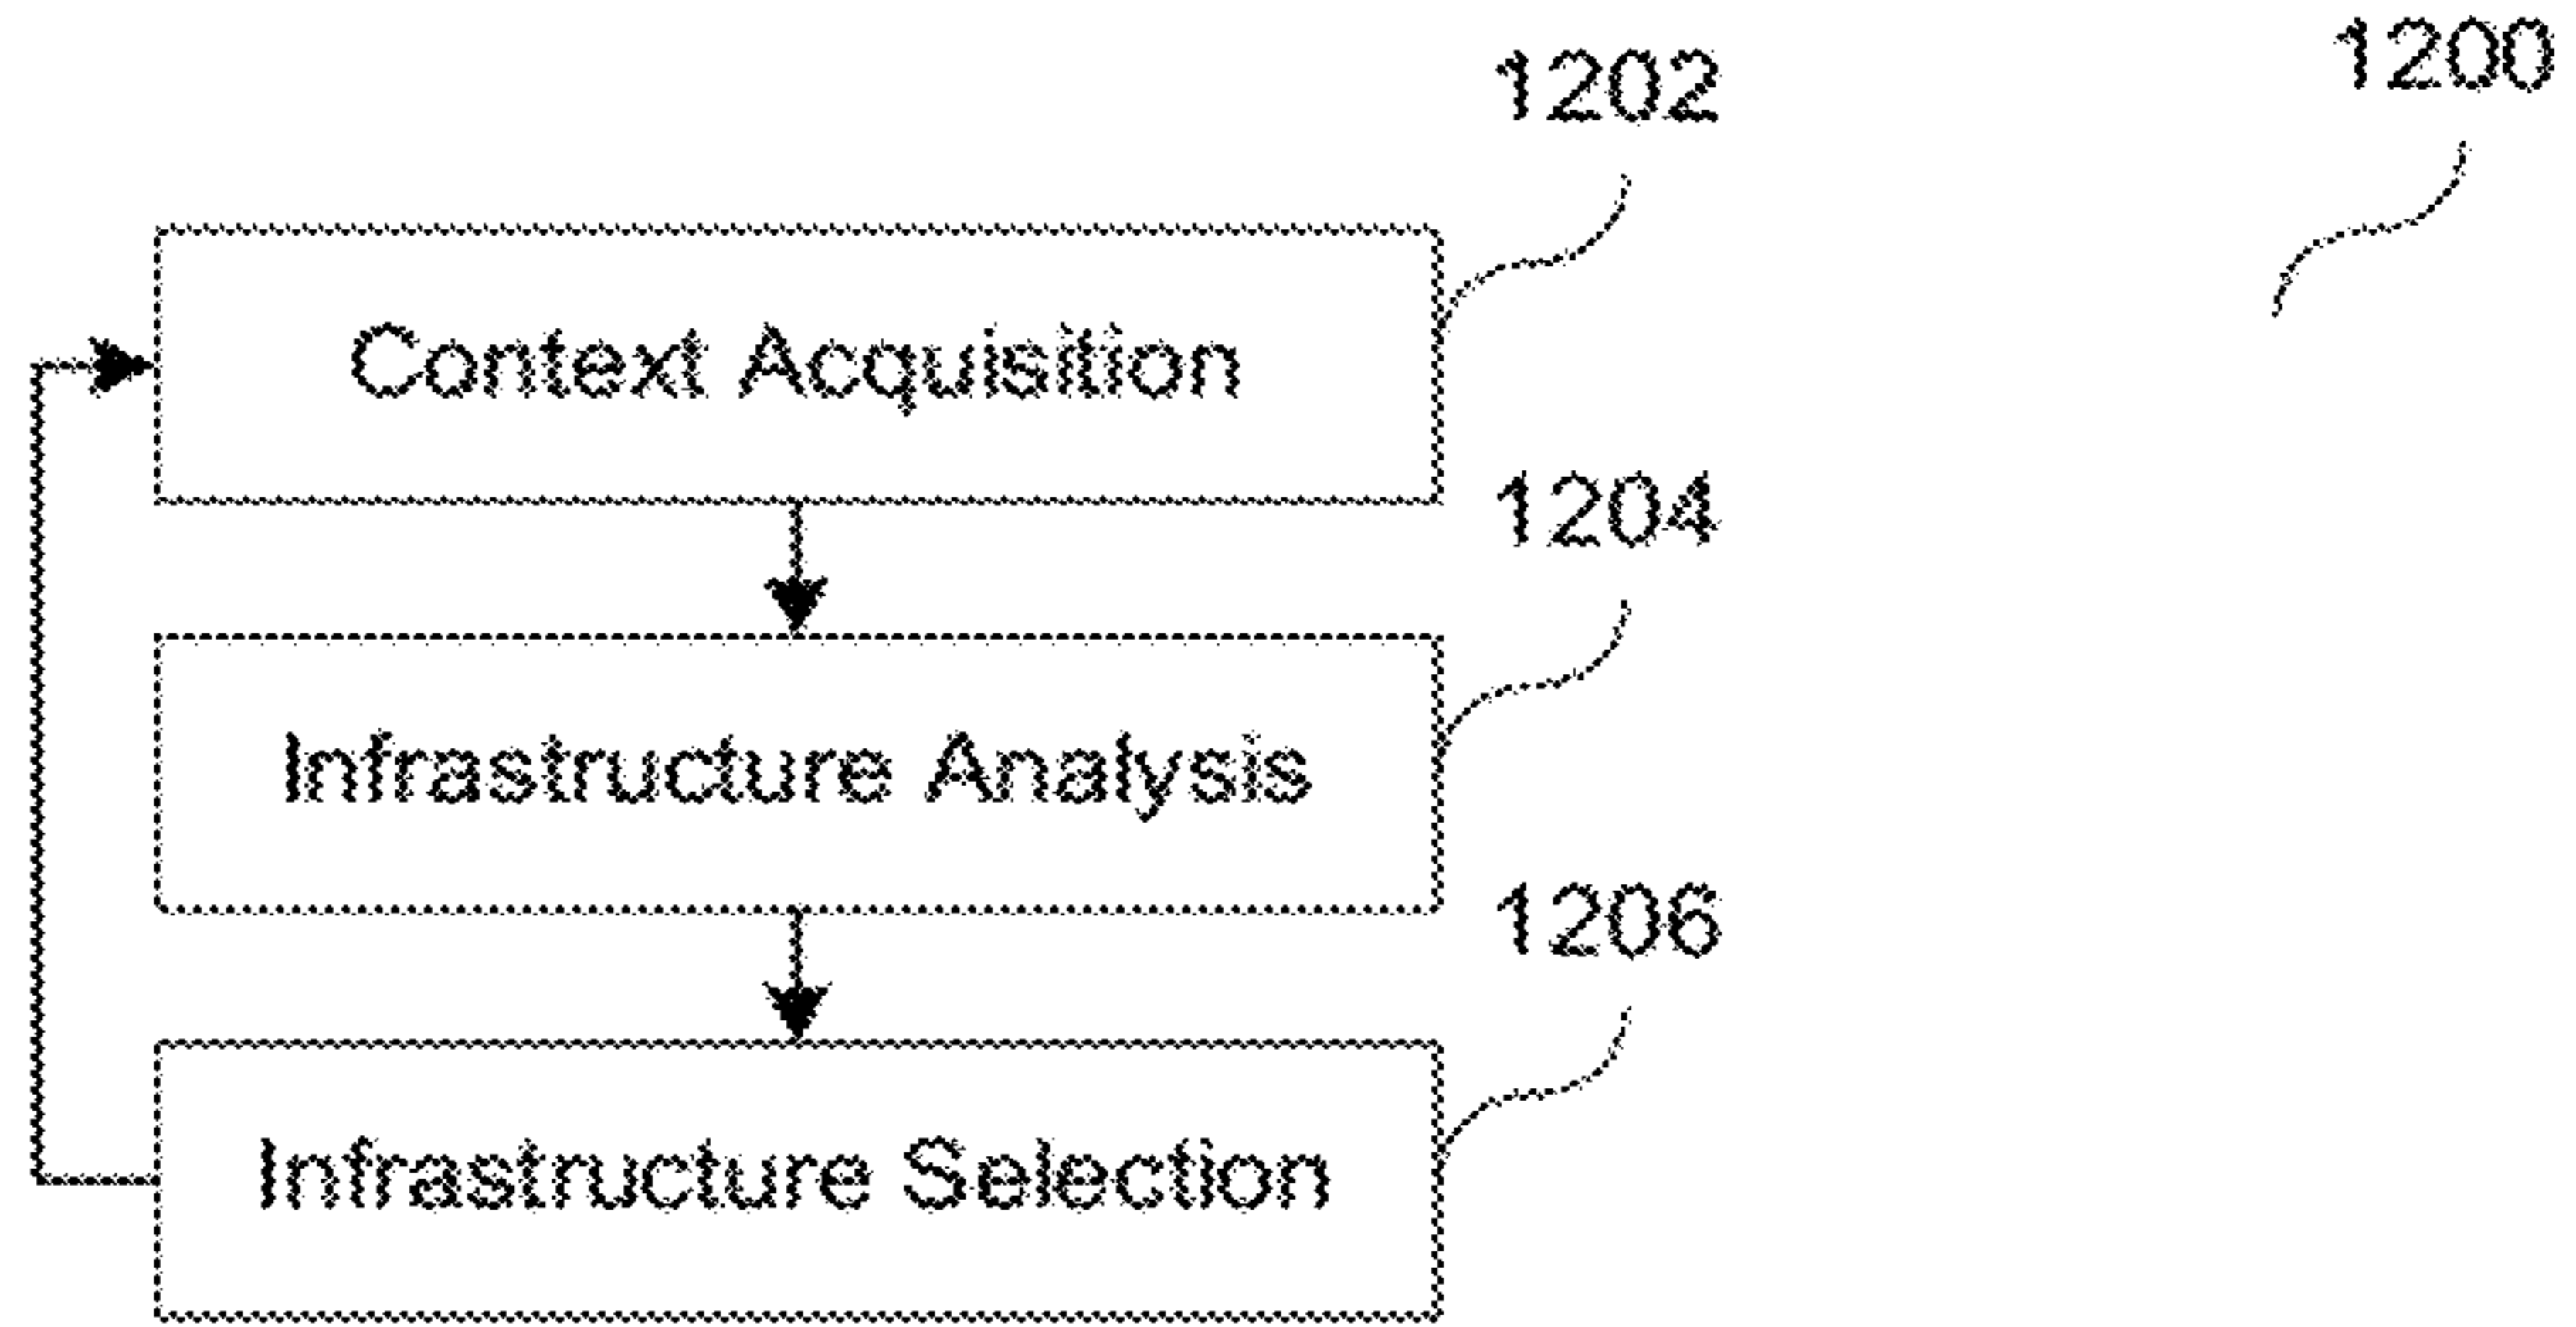 1200
1202
Context Acquisition
1204
Infrastructure Analysis
1206
Infrastructure Selection